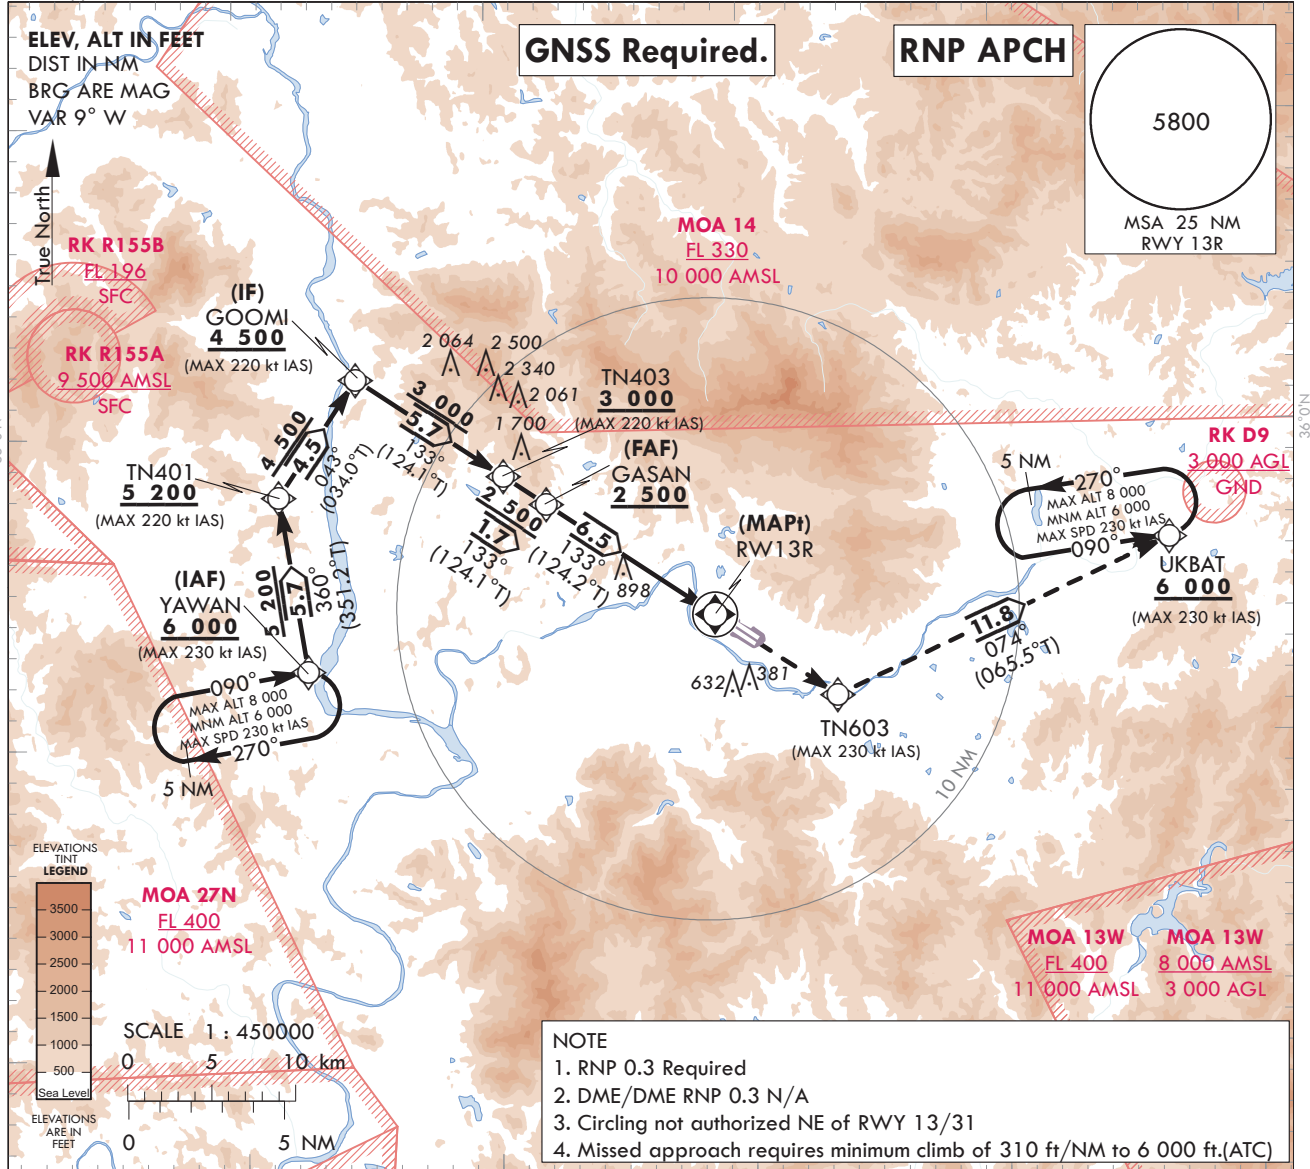 ELEV, ALT IN FEET
DIST IN NM
BRG ARE MAG
VAR 9° W
True North
GNSS Required.
RNP APCH
5800
MSA 25 NM
RWY 13R
RK R155B
FL 196
SFC
RK R155A
9 500 AMSL
SFC
MOA 14
FL 330
10 000 AMSL
(IF)
GOOMI
4 500
(MAX 220 kt IAS)
2 064
2 500
2 340
2 061
1 700
TN403
3 000
(MAX 220 kt IAS)
(FAF)
GASAN
2 500
3 000
5.7
133°
(124.1°T)
4 500
4.5
043°
(034.0°T)
TN401
5 200
(MAX 220 kt IAS)
2 500
1.7
133°
(124.1°T)
6.5
133°
(124.2°T)
898
(MAPt)
RW13R
(IAF)
YAWAN
6 000
(MAX 230 kt IAS)
5 200
5.7
360°
(351.2°T)
090°
MAX ALT 8 000
MNM ALT 6 000
MAX SPD 230 kt IAS
270°
5 NM
RK D9
3 000 AGL
GND
36°0'N
5 NM
270°
MAX ALT 8 000
MNM ALT 6 000
MAX SPD 230 kt IAS
090°
UKBAT
6 000
(MAX 230 kt IAS)
11.8
074°
(065.5°T)
632
381
TN603
(MAX 230 kt IAS)
10 NM
ELEVATIONS
TINT
LEGEND
3500
3000
2500
2000
1500
1000
500
Sea Level
ELEVATIONS
ARE IN
FEET
MOA 27N
FL 400
11 000 AMSL
MOA 13W
FL 400
11 000 AMSL
MOA 13W
8 000 AMSL
3 000 AGL
SCALE 1 : 450000
0 5 10 km
0 5 NM
NOTE
1. RNP 0.3 Required
2. DME/DME RNP 0.3 N/A
3. Circling not authorized NE of RWY 13/31
4. Missed approach requires minimum climb of 310 ft/NM to 6 000 ft.(ATC)